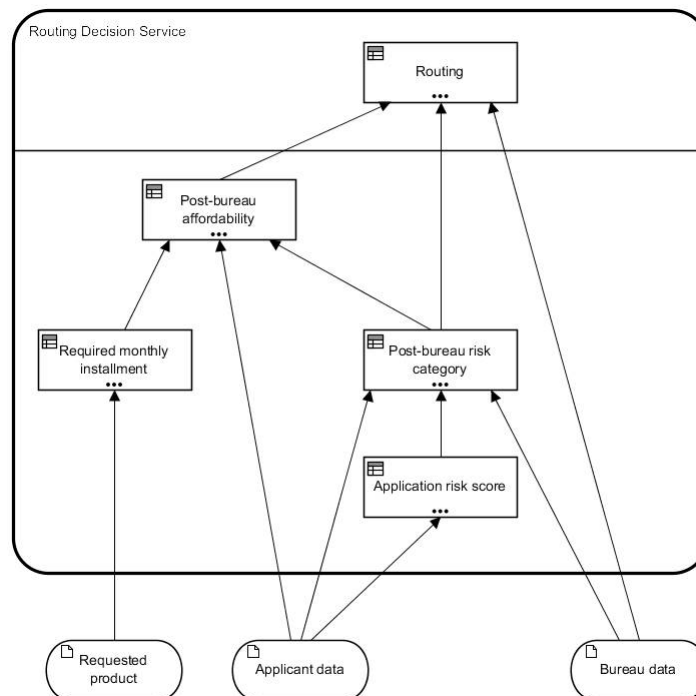 Routing Decision Service
Routing
Post-bureau
affordability
Required monthly
installment
Post-bureau risk
category
Application risk score
Requested
product
Applicant data
Bureau data